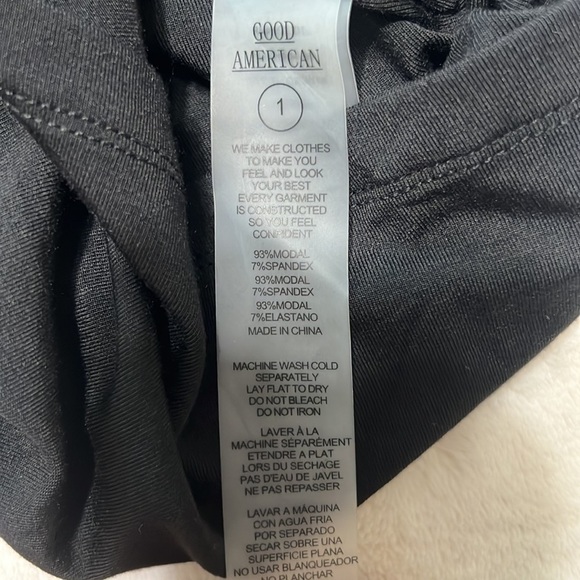 GOOD
AMERICAN
1
WE MAKE CLOTHES
TO MAKE YOU
FEEL AND LOOK
YOUR BEST
EVERY GARMENT
IS CONSTRUCTED
SO YOU FEEL
CONFIDENT
93%MODAL
7%SPANDEX
93%MODAL
7%SPANDEX
93%MODAL
7%ELASTANO
MADE IN CHINA
MACHINE WASH COLD
SEPARATELY
LAY FLAT TO DRY
DO NOT BLEACH
DO NOT IRON
LAVER À LA
MACHINE SÉPARÉMENT
ETENDRE A PLAT
LORS DU SECHAGE
PAS D'EAU DE JAVEL
NE PAS REPASSER
LAVAR A MÁQUINA
CON AGUA FRIA
POR SEPARADO
SECAR SOBRE UNA
SUPERFICIE PLANA
NO USAR BLANQUEADOR
NO PLANCHAR